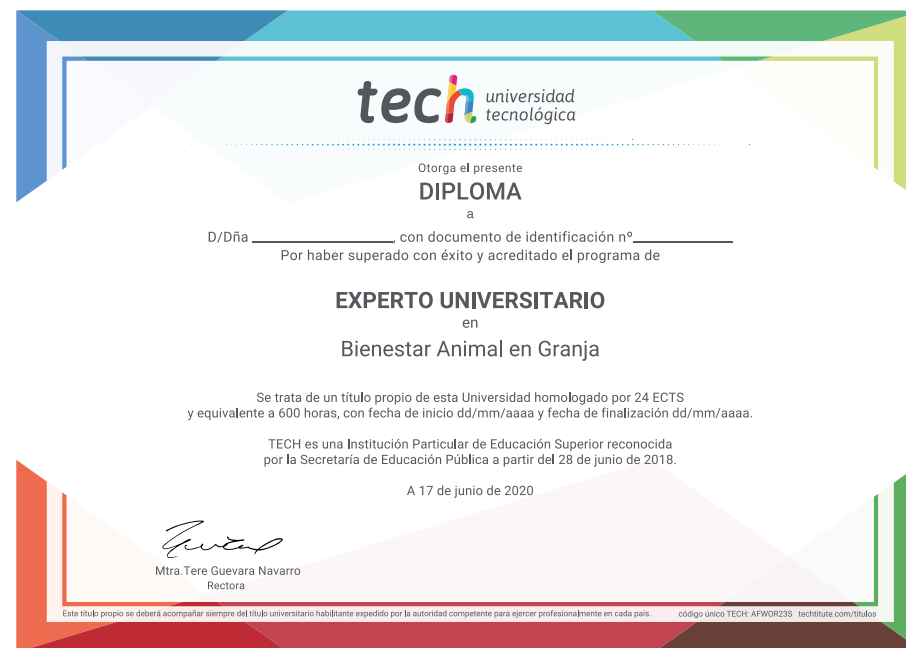 tech universidad
tecnológica
Otorga el presente
DIPLOMA
a
D/Dña ____________________, con documento de identificación nº______________
Por haber superado con éxito y acreditado el programa de
EXPERTO UNIVERSITARIO
en
Bienestar Animal en Granja
Se trata de un título propio de esta Universidad homologado por 24 ECTS
y equivalente a 600 horas, con fecha de inicio dd/mm/aaaa y fecha de finalización dd/mm/aaaa.
TECH es una Institución Particular de Educación Superior reconocida
por la Secretaría de Educación Pública a partir del 28 de junio de 2018.
A 17 de junio de 2020
Mtra.Tere Guevara Navarro
Rectora
Este título propio se deberá acompañar siempre del título universitario habilitante expedido por la autoridad competente para ejercer profesionalmente en cada país. código único TECH: AFWOR23S techtitute.com/titulos